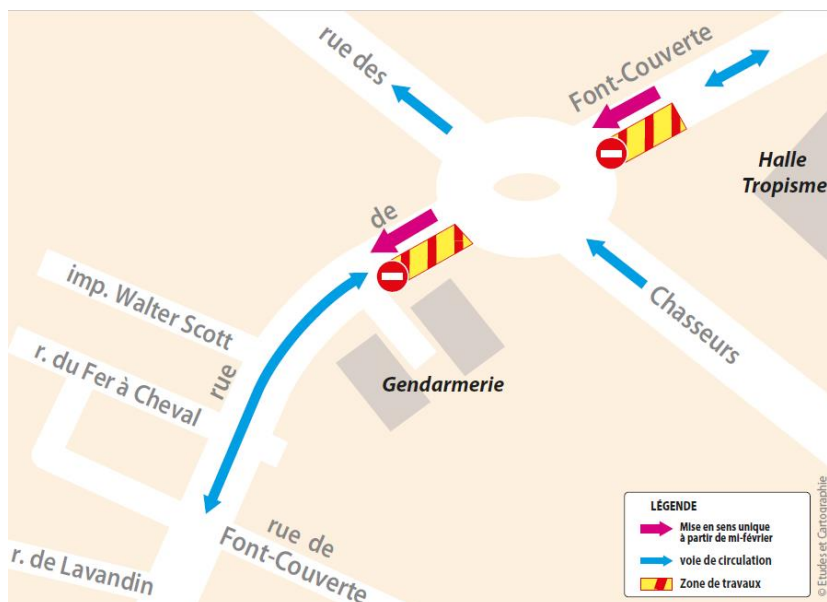 rue des
Font-Couverte
Halle
Tropisme
de
imp. Walter Scott
r. du Fer à Cheval
rue
Gendarmerie
Chasseurs
r. de Lavandin
rue de
Font-Couverte
LÉGENDE
Mise en sens unique
à partir de mi-février
voie de circulation
Zone de travaux
© Etudes et Cartographie